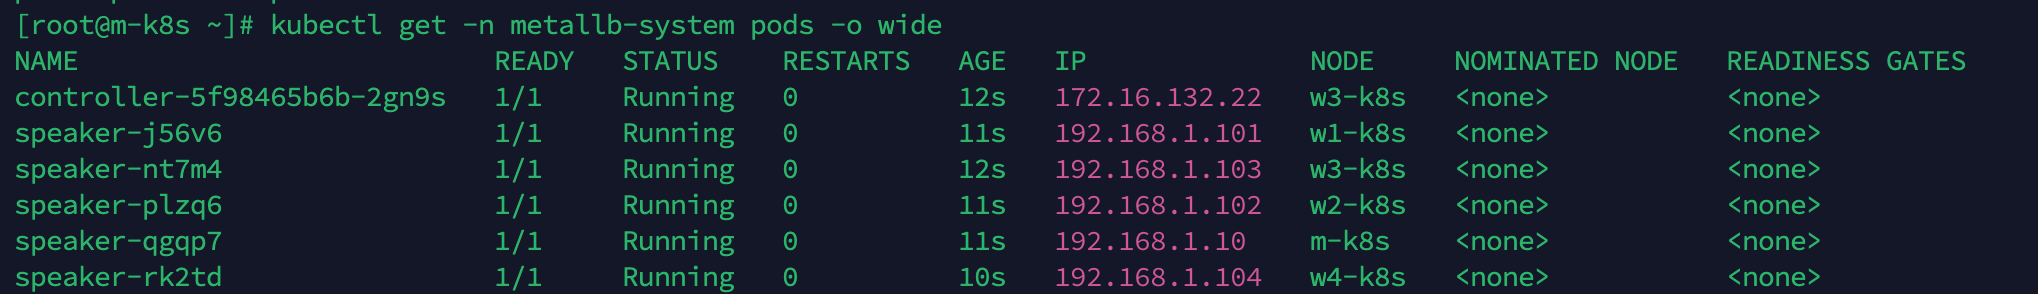 [root@m-k8s ~]# kubectl get -n metallb-system pods -o wide
NAME READY STATUS RESTARTS AGE IP NODE NOMINATED NODE READINESS GATES
controller-5f98465b6b-2gn9s 1/1 Running 0 12s 172.16.132.22 w3-k8s <none> <none>
speaker-j56v6 1/1 Running 0 11s 192.168.1.101 w1-k8s <none> <none>
speaker-nt7m4 1/1 Running 0 12s 192.168.1.103 w3-k8s <none> <none>
speaker-plzq6 1/1 Running 0 11s 192.168.1.102 w2-k8s <none> <none>
speaker-qgqp7 1/1 Running 0 11s 192.168.1.10 m-k8s <none> <none>
speaker-rk2td 1/1 Running 0 10s 192.168.1.104 w4-k8s <none> <none>